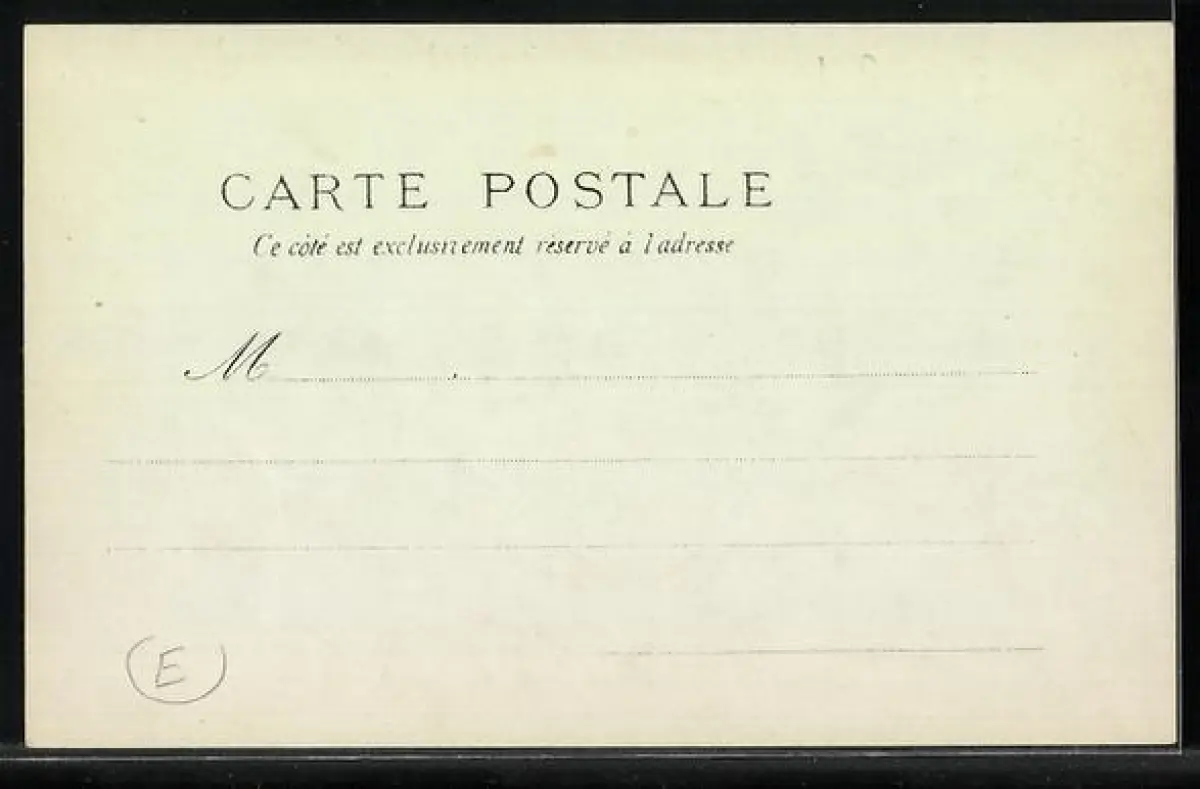 CARTE POSTALE
Ce côté est exclusivement réservé à l'adresse
M
E